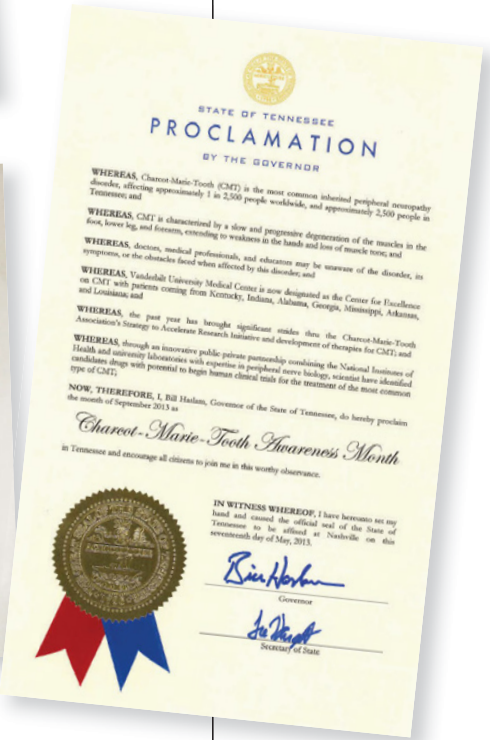 STATE OF TENNESSEE
PROCLAMATION
BY THE GOVERNOR
WHEREAS, Charcot-Marie-Tooth (CMT) is the most common inherited peripheral neuropathy
disorder, affecting approximately 1 in 2,500 people worldwide, and approximately 2,500 people in
Tennessee; and
WHEREAS, CMT is characterized by a slow and progressive degeneration of the muscles in the
foot, lower leg, and forearm, extending to weakness in the hands and loss of muscle tone; and
WHEREAS, doctors, medical professionals, and educators may be unaware of the disorder, its
symptoms, or the obstacles faced when affected by this disorder; and
WHEREAS, Vanderbilt University Medical Center is now designated as the Center for Excellence
on CMT with patients coming from Kentucky, Indiana, Alabama, Georgia, Mississippi, Arkansas,
and Louisiana; and
WHEREAS, the past year has brought significant strides thru the Charcot-Marie-Tooth
Association's Strategy to Accelerate Research Initiative and development of therapies for CMT; and
WHEREAS, through an innovative public-private partnership combining the National Institutes of
Health and university laboratories with expertise in peripheral nerve biology, scientist have identified
candidates drugs with potential to begin human clinical trials for the treatment of the most common
type of CMT;
NOW, THEREFORE, I, Bill Haslam, Governor of the State of Tennessee, do hereby proclaim
the month of September 2013 as
Charcot-Marie-Tooth Awareness Month
in Tennessee and encourage all citizens to join me in this worthy observance.
IN WITNESS WHEREOF, I have hereunto set my
hand and caused the official seal of the State of
Tennessee to be affixed at Nashville on this
seventeenth day of May, 2013.
Bill Haslam
Governor
Tre Hargett
Secretary of State